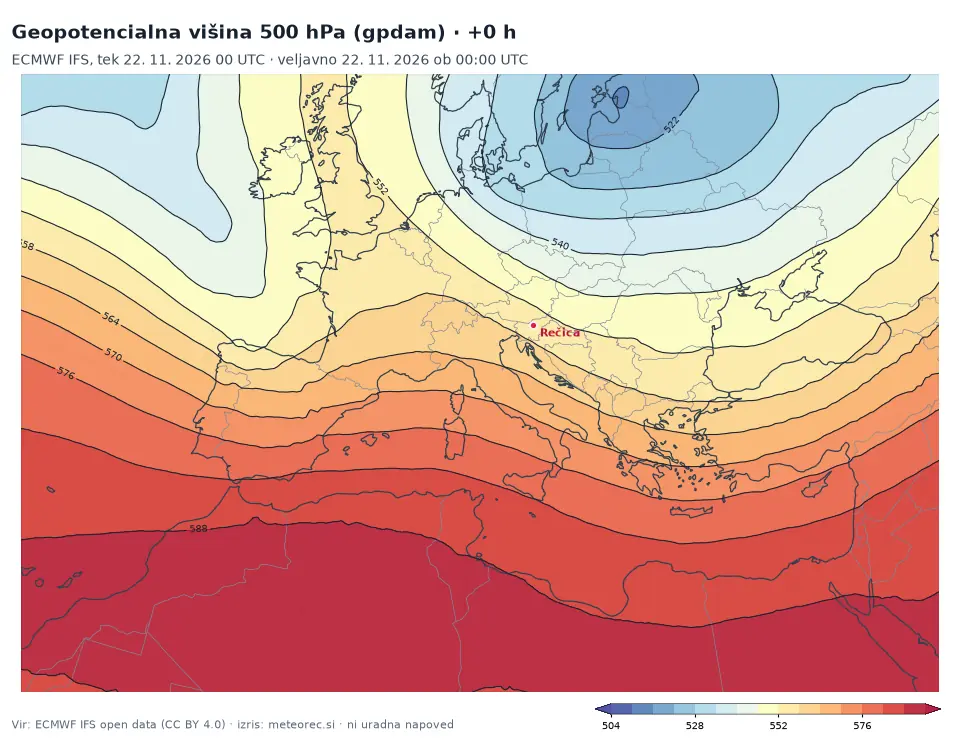 Geopotencialna višina 500 hPa (gpdam) · +0 h
ECMWF IFS, tek 22. 11. 2026 00 UTC · veljavno 22. 11. 2026 ob 00:00 UTC
522
552
540
558
Rečica
564
570
576
588
504 528 552 576
Vir: ECMWF IFS open data (CC BY 4.0) · izris: meteorec.si · ni uradna napoved